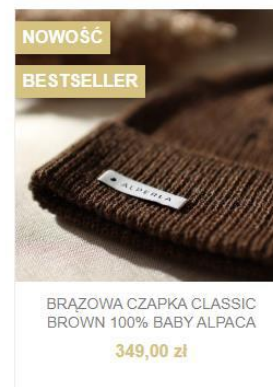 NOWOŚĆ
BESTSELLER
ALPERLA
BRĄZOWA CZAPKA CLASSIC
BROWN 100% BABY ALPACA
349,00 zł